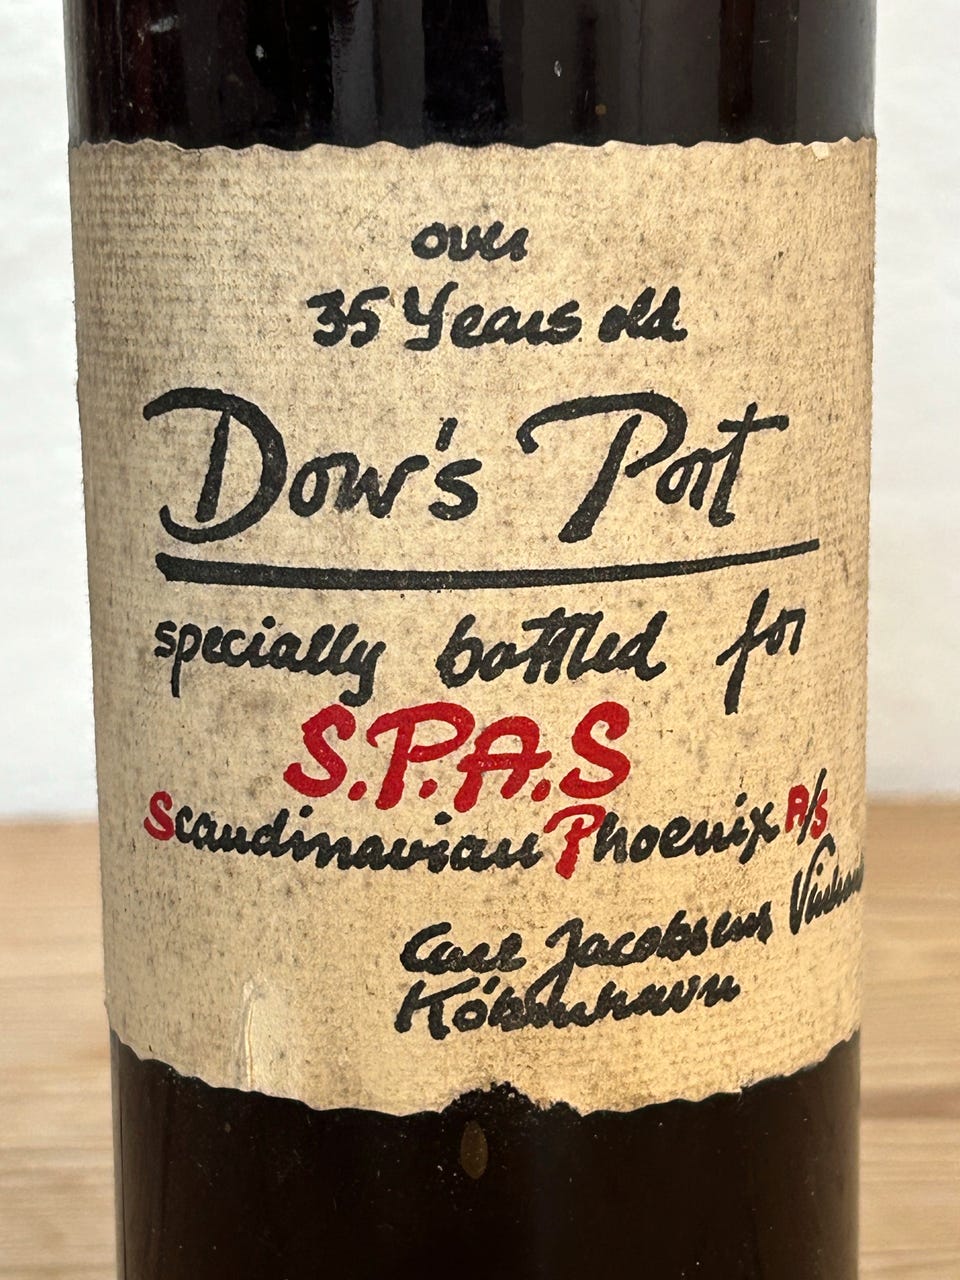 over
35 Years old
Dow's Port
specially bottled for
S.P.A.S
Scandinavian Phoenix A/S
Carl Jacobsens
København